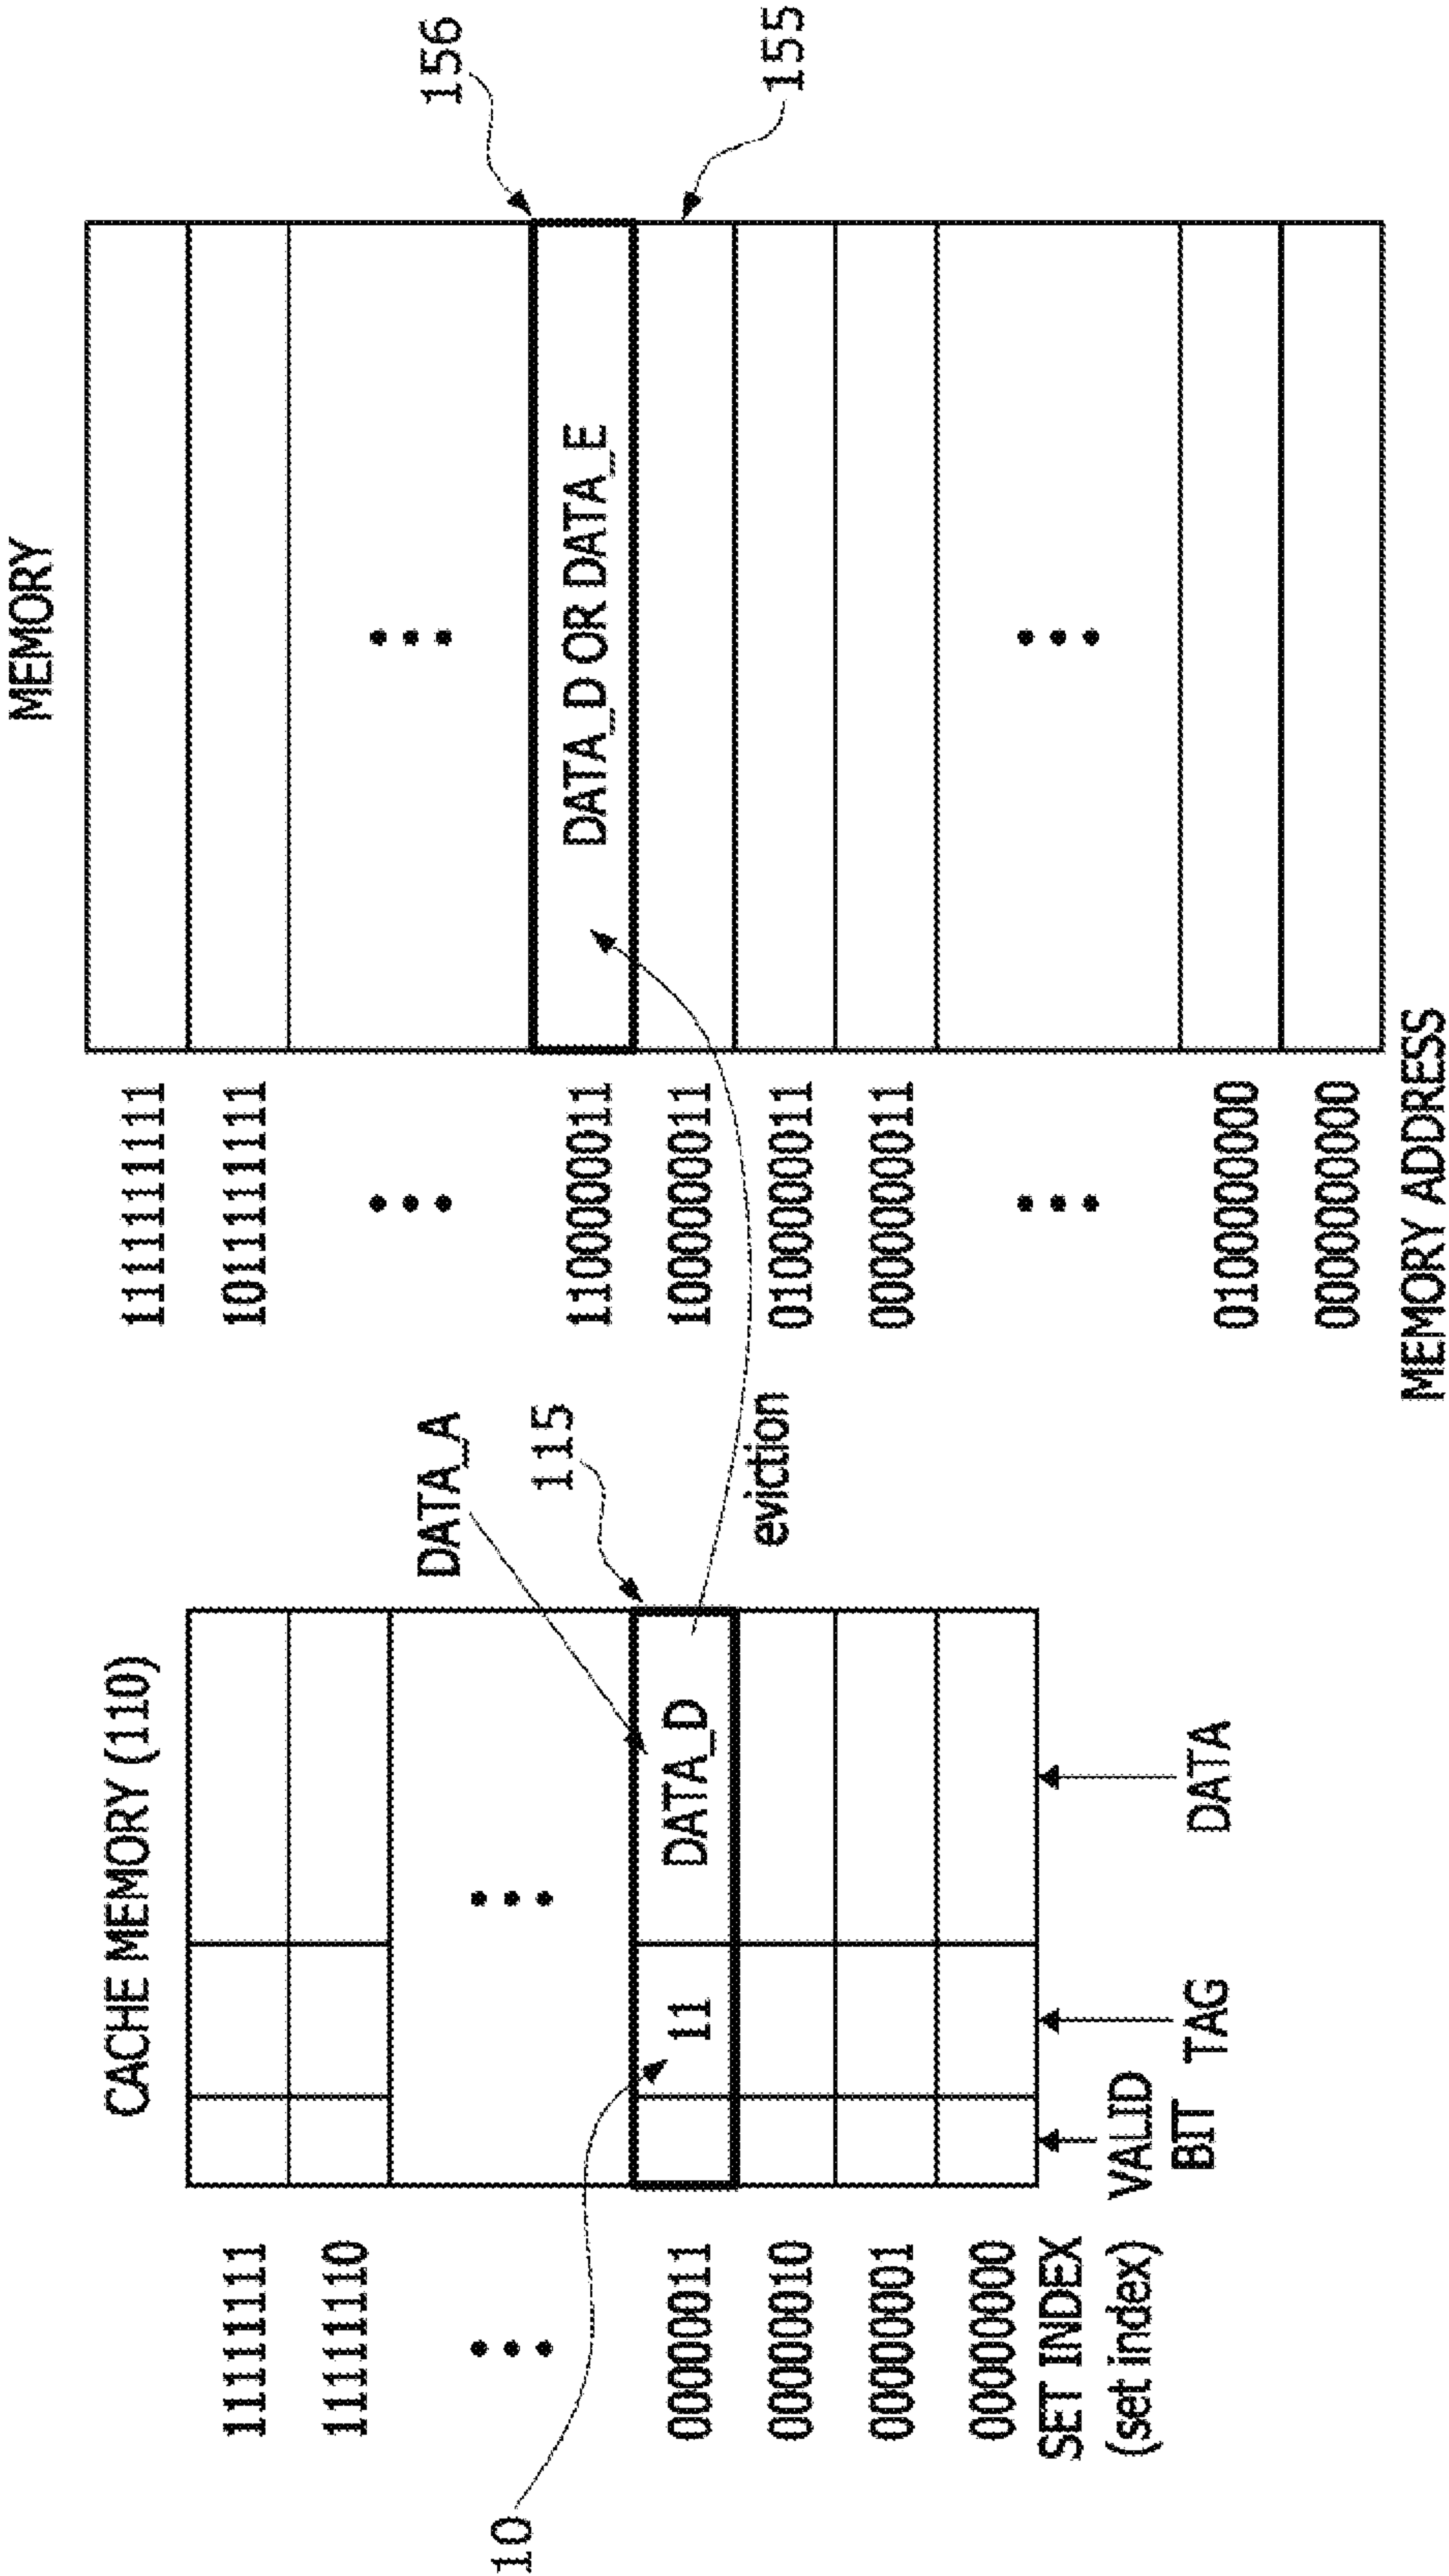 MEMORY
CACHE MEMORY (110)
11111111
1111111111
11111110
1011111111
DATA_A
156
10
115
00000011
11
DATA_D
1100000011
DATA_D OR DATA_E
1000000011
155
eviction
00000010
0100000011
00000001
0000000011
00000000
SET INDEX
(set index)
VALID
BIT
TAG
DATA
0100000000
0000000000
MEMORY ADDRESS